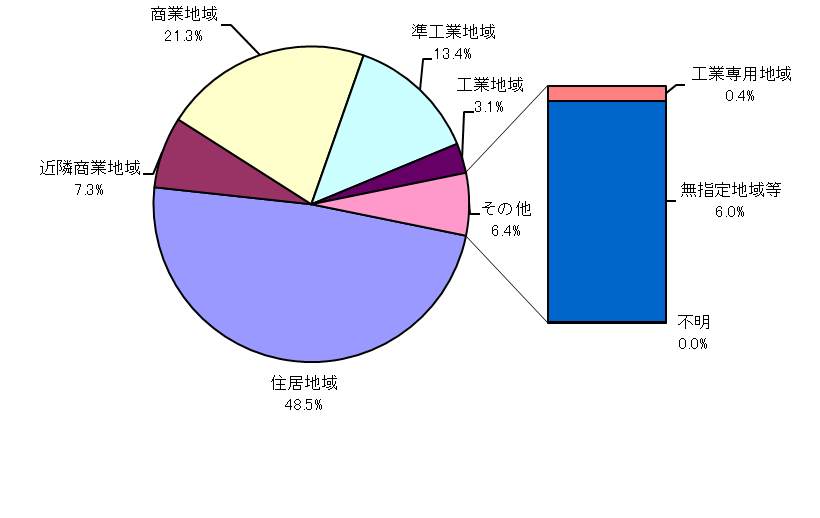 商業地域
21.3%
準工業地域
13.4%
工業地域
3.1%
工業専用地域
0.4%
近隣商業地域
7.3%
無指定地域等
6.0%
その他
6.4%
不明
0.0%
住居地域
48.5%